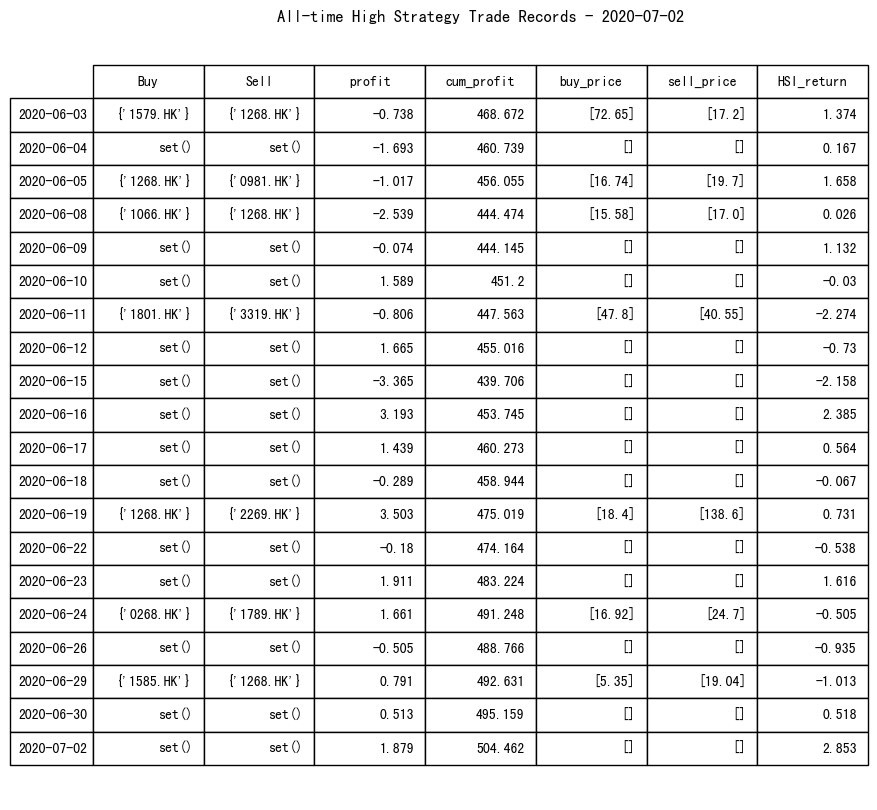 All-time High Strategy Trade Records - 2020-07-02
Buy Sell profit cum_profit buy_price sell_price HSI_return
2020-06-03 {'1579.HK'} {'1268.HK'} -0.738 468.672 [72.65] [17.2] 1.374
2020-06-04 set() set() -1.693 460.739 [] [] 0.167
2020-06-05 {'1268.HK'} {'0981.HK'} -1.017 456.055 [16.74] [19.7] 1.658
2020-06-08 {'1066.HK'} {'1268.HK'} -2.539 444.474 [15.58] [17.0] 0.026
2020-06-09 set() set() -0.074 444.145 [] [] 1.132
2020-06-10 set() set() 1.589 451.2 [] [] -0.03
2020-06-11 {'1801.HK'} {'3319.HK'} -0.806 447.563 [47.8] [40.55] -2.274
2020-06-12 set() set() 1.665 455.016 [] [] -0.73
2020-06-15 set() set() -3.365 439.706 [] [] -2.158
2020-06-16 set() set() 3.193 453.745 [] [] 2.385
2020-06-17 set() set() 1.439 460.273 [] [] 0.564
2020-06-18 set() set() -0.289 458.944 [] [] -0.067
2020-06-19 {'1268.HK'} {'2269.HK'} 3.503 475.019 [18.4] [138.6] 0.731
2020-06-22 set() set() -0.18 474.164 [] [] -0.538
2020-06-23 set() set() 1.911 483.224 [] [] 1.616
2020-06-24 {'0268.HK'} {'1789.HK'} 1.661 491.248 [16.92] [24.7] -0.505
2020-06-26 set() set() -0.505 488.766 [] [] -0.935
2020-06-29 {'1585.HK'} {'1268.HK'} 0.791 492.631 [5.35] [19.04] -1.013
2020-06-30 set() set() 0.513 495.159 [] [] 0.518
2020-07-02 set() set() 1.879 504.462 [] [] 2.853